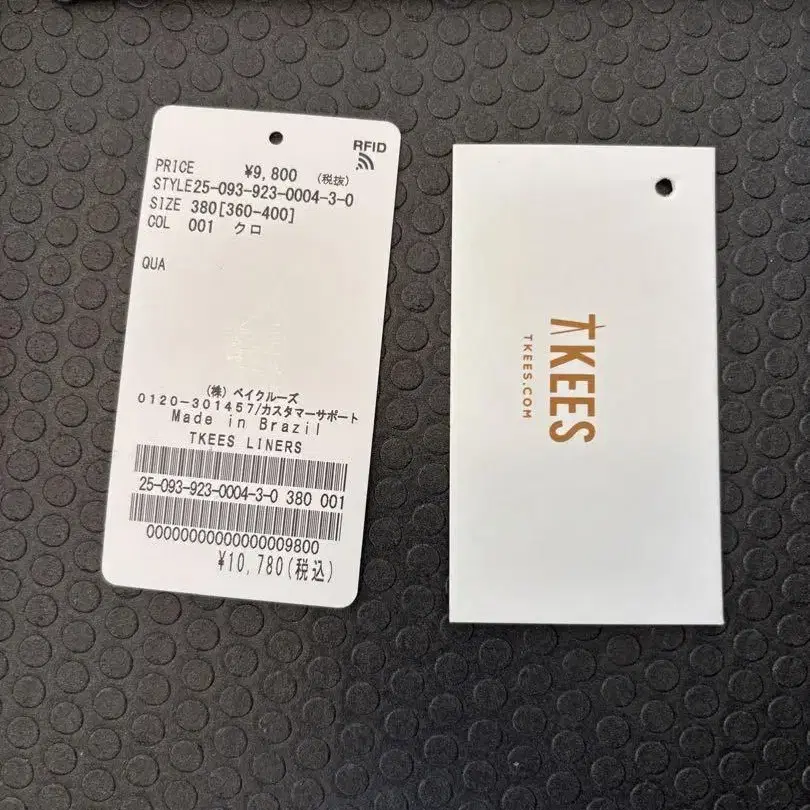 RFID
PRICE ¥9,800 (税抜)
STYLE25-093-923-0004-3-0
SIZE 380[360-400]
COL 001 クロ
QUA
(株) ベイクルーズ
0120-301457/カスタマーサポート
Made in Brazil
TKEES LINERS
25-093-923-0004-3-0 380 001
00000000000000009800
¥10,780(税込)
TKEES
TKEES.COM